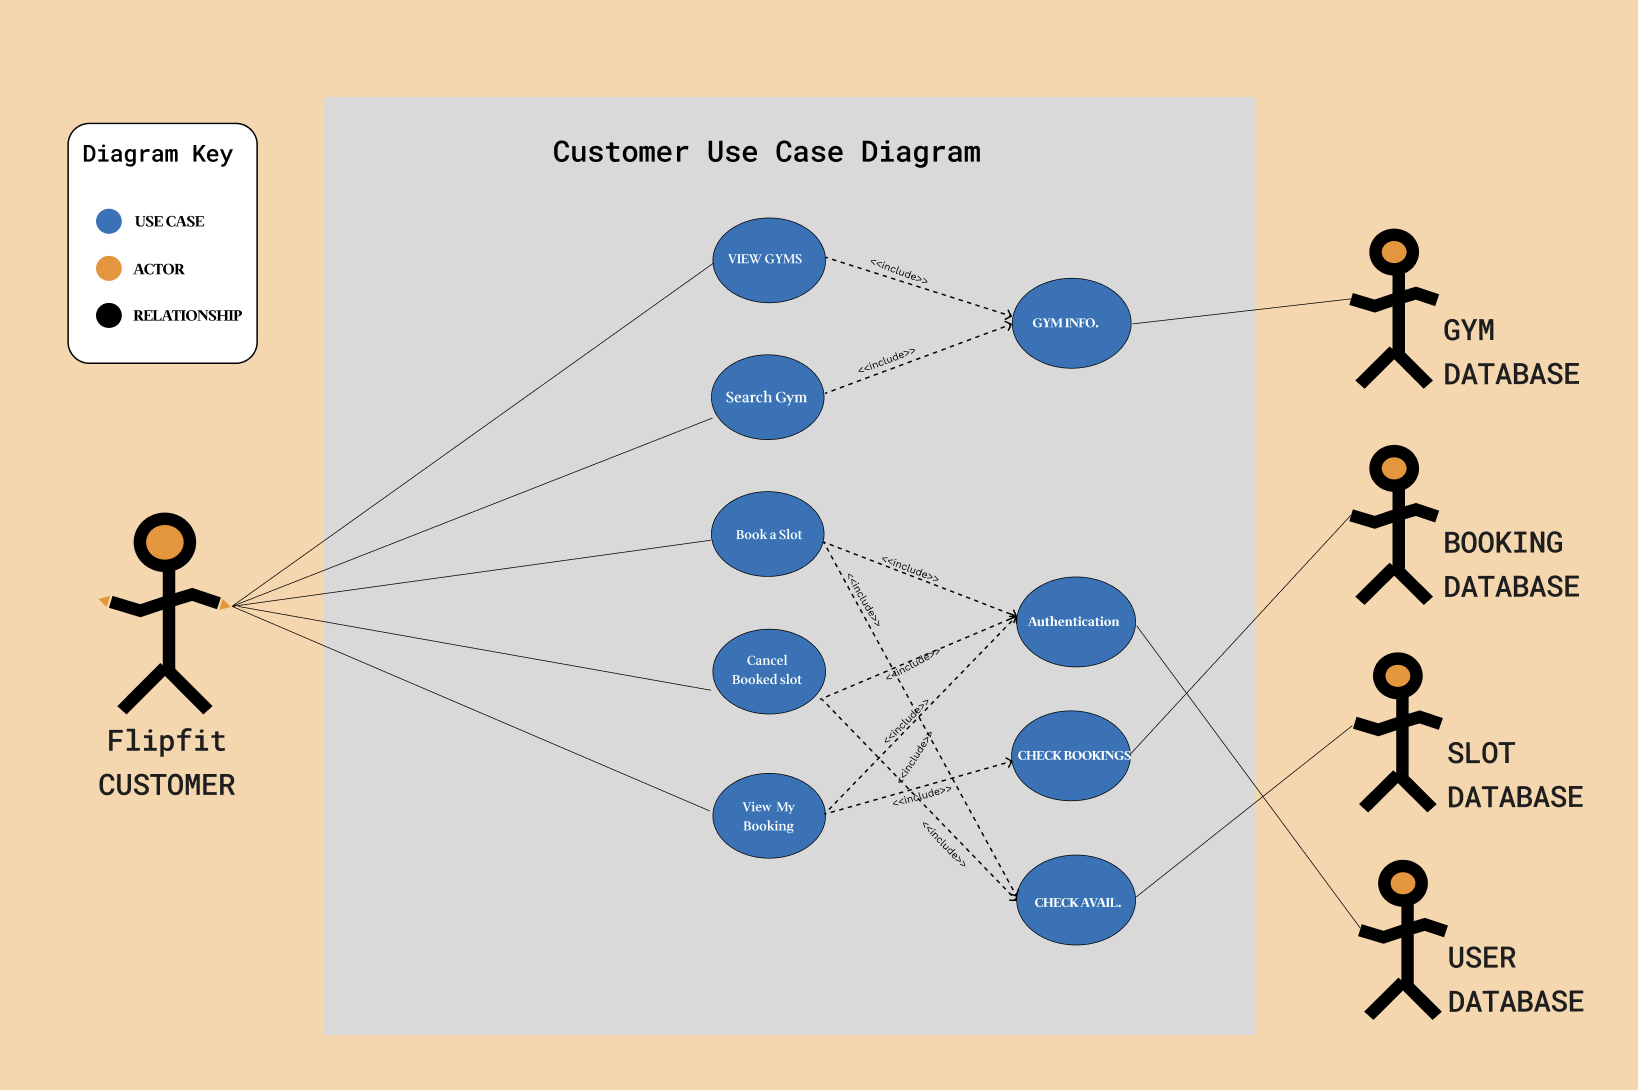 Customer Use Case Diagram
Diagram Key
USE CASE
ACTOR
RELATIONSHIP
VIEW GYMS
<<include>>
GYM INFO.
Search Gym
<<include>>
GYM
DATABASE
Book a Slot
<<include>>
<<include>>
BOOKING
DATABASE
Authentication
Cancel
Booked slot
<<include>>
<<include>>
<<include>>
Flipfit
CUSTOMER
CHECK BOOKINGS
SLOT
DATABASE
View My
Booking
<<include>>
<<include>>
CHECK AVAIL.
USER
DATABASE